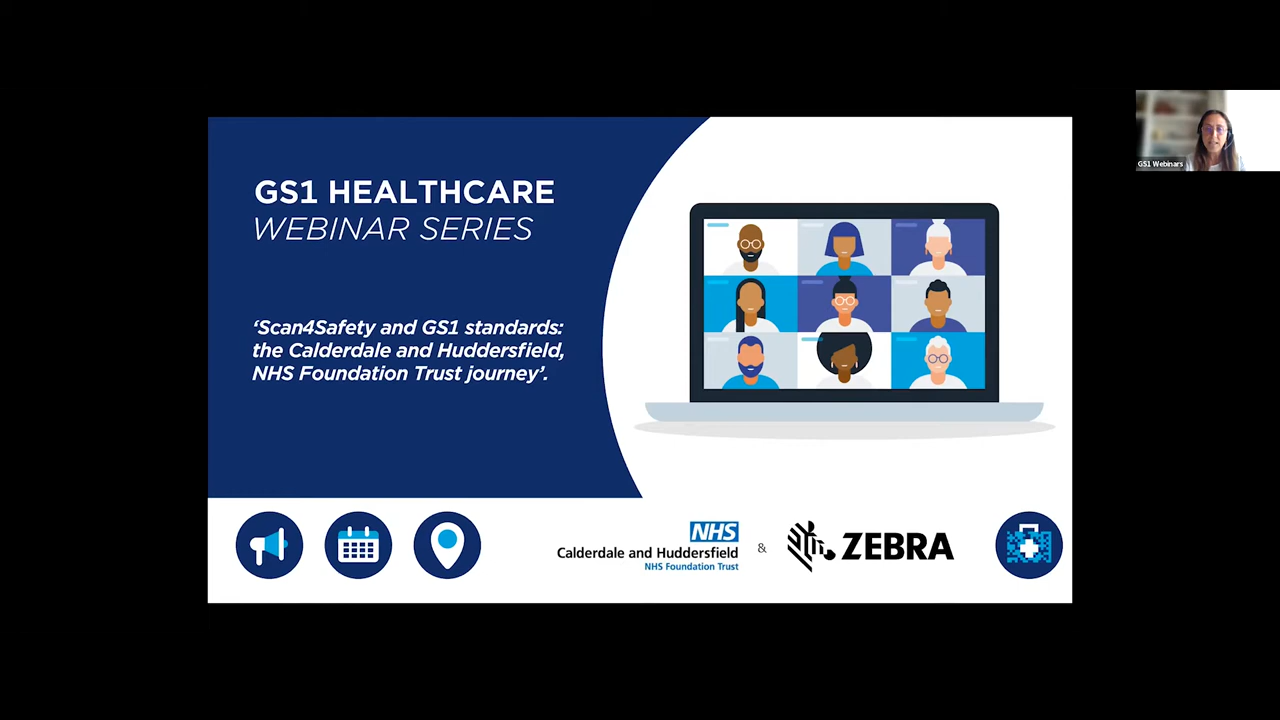 GS1 HEALTHCARE
WEBINAR SERIES
‘Scan4Safety and GS1 standards:
the Calderdale and Huddersfield,
NHS Foundation Trust journey’.
NHS
Calderdale and Huddersfield
NHS Foundation Trust
&
ZEBRA
GS1 Webinars